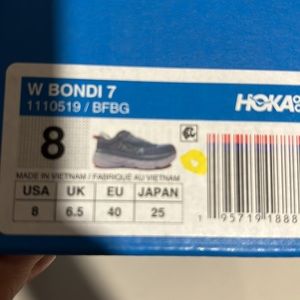 W BONDI 7
1110519 / BFBG
HOKA
8
MADE IN VIETNAM / FABRIQUE AU VIETNAM
USA UK EU JAPAN
8 6.5 40 25
1 95719 1888